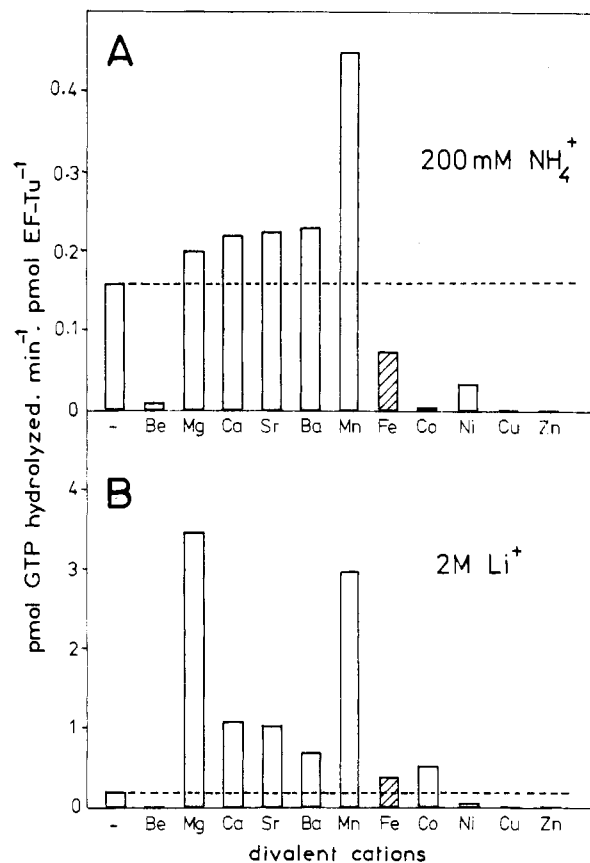 A
200 mM NH₄⁺
0.4
0.3
0.2
0.1
0
- Be Mg Ca Sr Ba Mn Fe Co Ni Cu Zn
pmol GTP hydrolyzed. min⁻¹. pmol EF-Tu⁻¹
B
2M Li⁺
4
3
2
1
0
- Be Mg Ca Sr Ba Mn Fe Co Ni Cu Zn
divalent cations